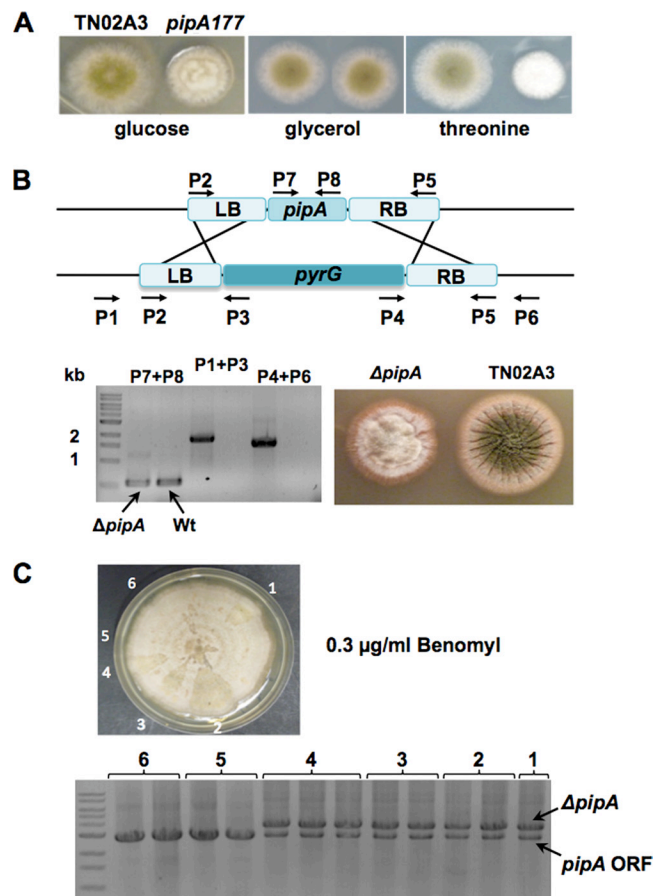 A
TN02A3 pipA177
glucose glycerol threonine
B
P2 P7 P8 P5
LB pipA RB
LB pyrG RB
P1 P2 P3 P4 P5 P6
kb P7+P8 P1+P3 P4+P6
2
1
ΔpipA Wt
ΔpipA TN02A3
C
6 1
5
4
3 2
0.3 µg/ml Benomyl
6 5 4 3 2 1
ΔpipA
pipA ORF